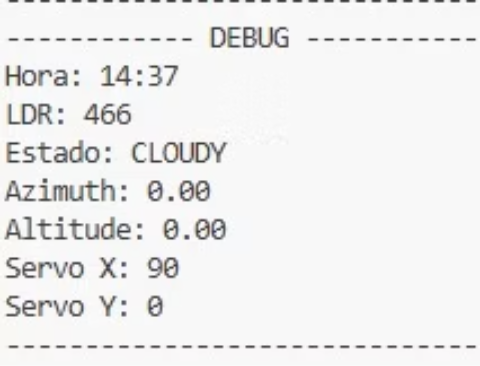 ------------------------------
------------ DEBUG -----------
Hora: 14:37
LDR: 466
Estado: CLOUDY
Azimuth: 0.00
Altitude: 0.00
Servo X: 90
Servo Y: 0
------------------------------